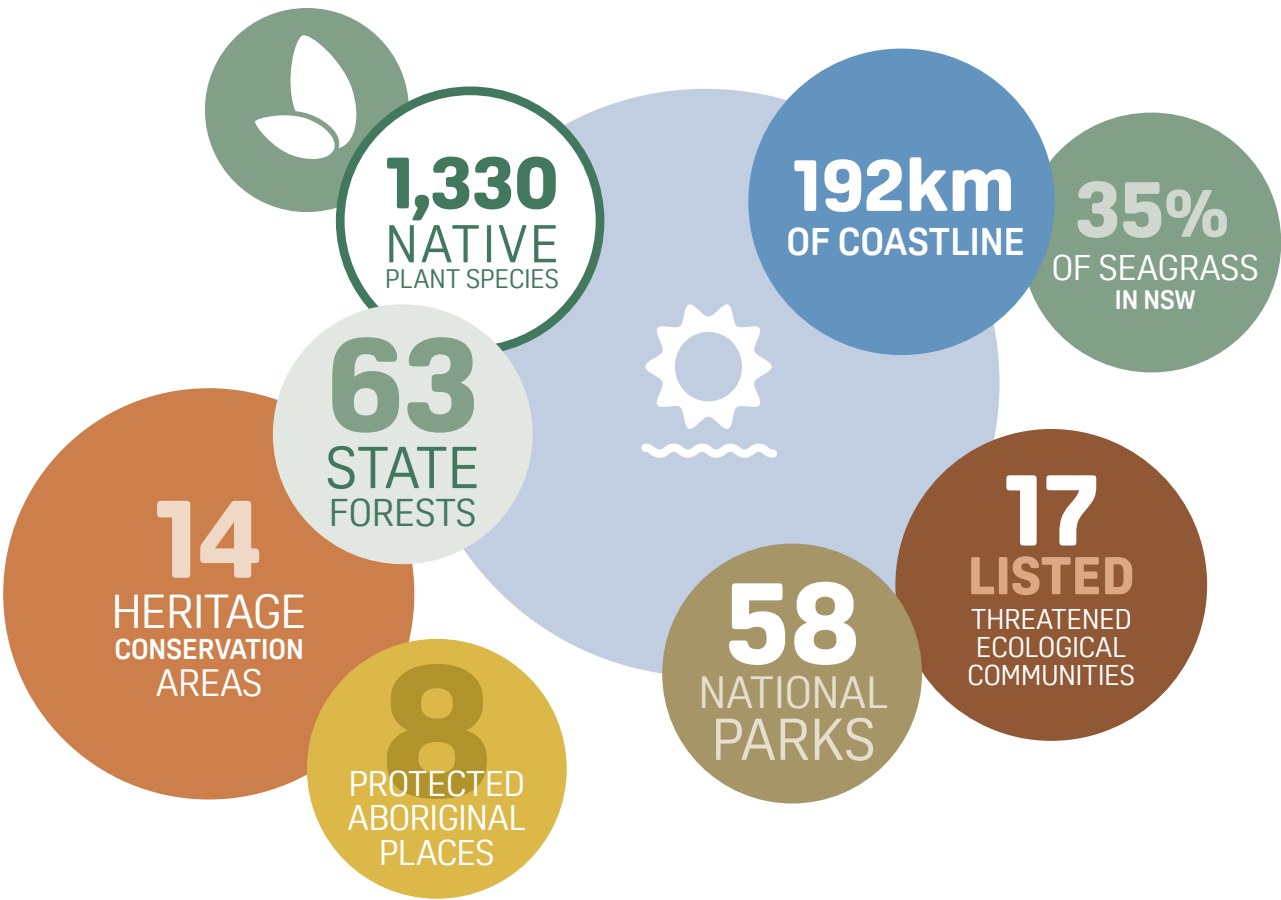 1,330
NATIVE
PLANT SPECIES
192km
OF COASTLINE
35%
OF SEAGRASS
IN NSW
63
STATE
FORESTS
14
HERITAGE
CONSERVATION
AREAS
17
LISTED
THREATENED
ECOLOGICAL
COMMUNITIES
58
NATIONAL
PARKS
8
PROTECTED
ABORIGINAL
PLACES